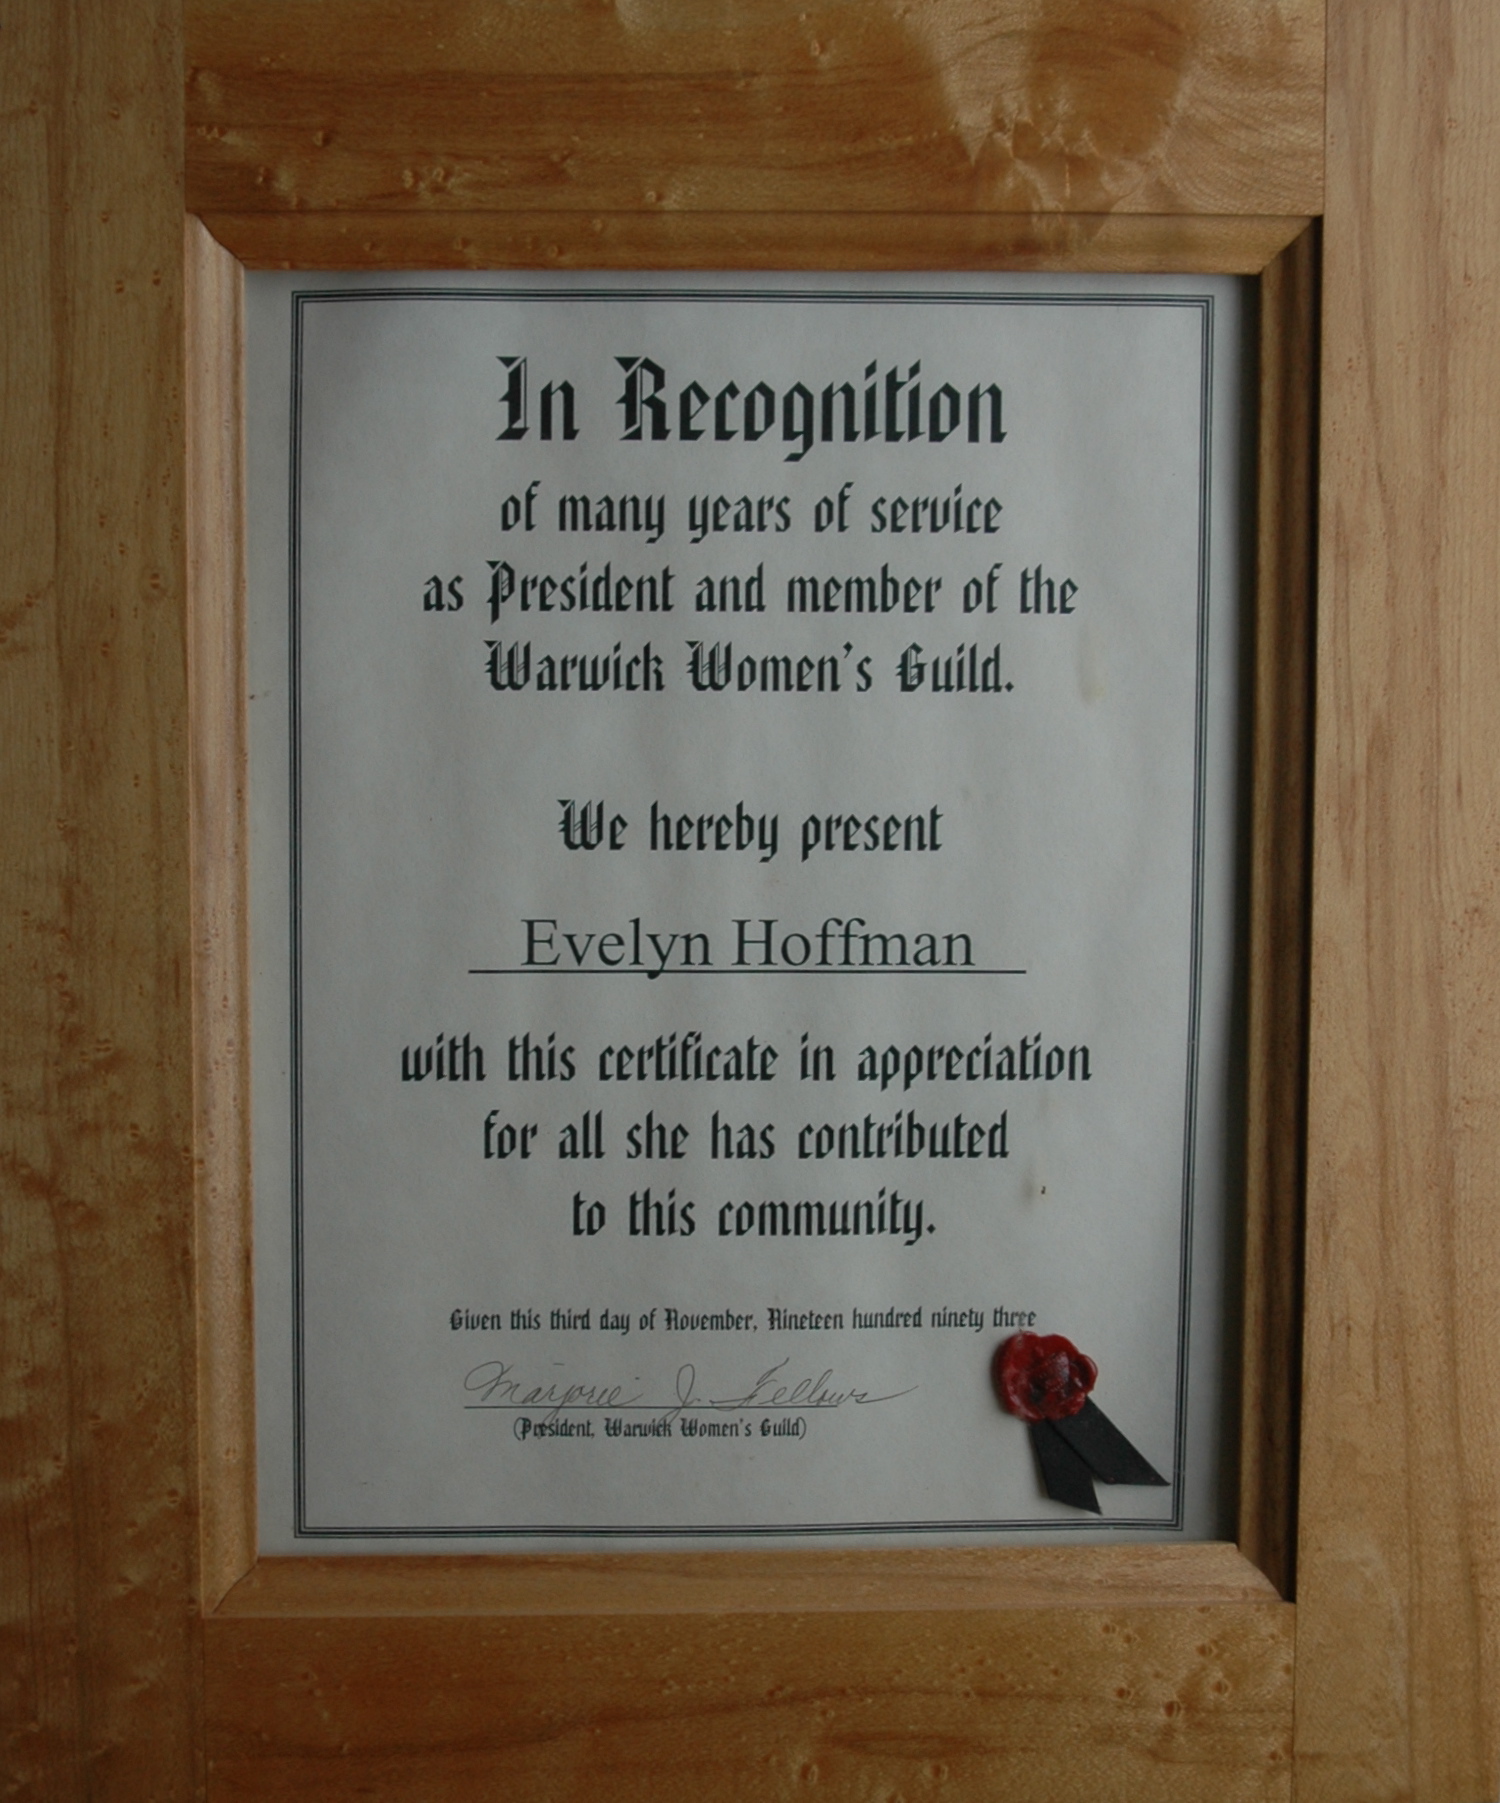 In Recognition
of many years of service
as President and member of the
Warwick Women's Guild.
We hereby present
Evelyn Hoffman
with this certificate in appreciation
for all she has contributed
to this community.
Given this third day of November, Nineteen hundred ninety three
Marjorie J. Fellows
(President, Warwick Women's Guild)